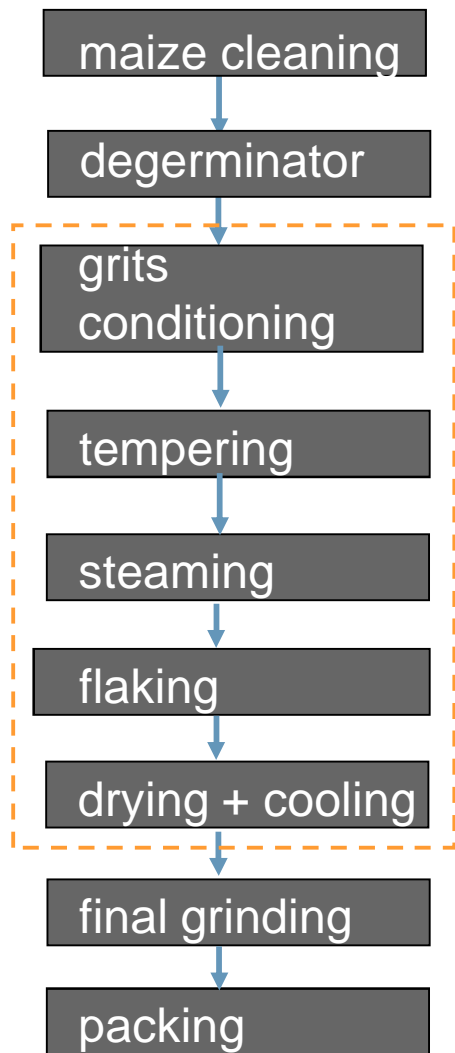 maize cleaning
degerminator
grits
conditioning
tempering
steaming
flaking
drying + cooling
final grinding
packing